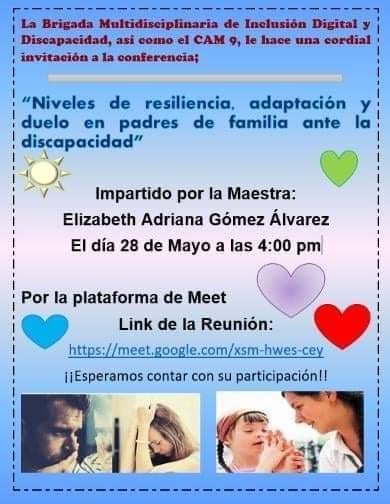 La Brigada Multidisciplinaria de Inclusión Digital y
Discapacidad, así como el CAM 9, le hace una cordial
invitación a la conferencia;
“Niveles de resiliencia, adaptación y
duelo en padres de familia ante la
discapacidad”
Impartido por la Maestra:
Elizabeth Adriana Gómez Álvarez
El día 28 de Mayo a las 4:00 pm
Por la plataforma de Meet
Link de la Reunión:
https://meet.google.com/xsm-hwes-cey
¡¡Esperamos contar con su participación!!